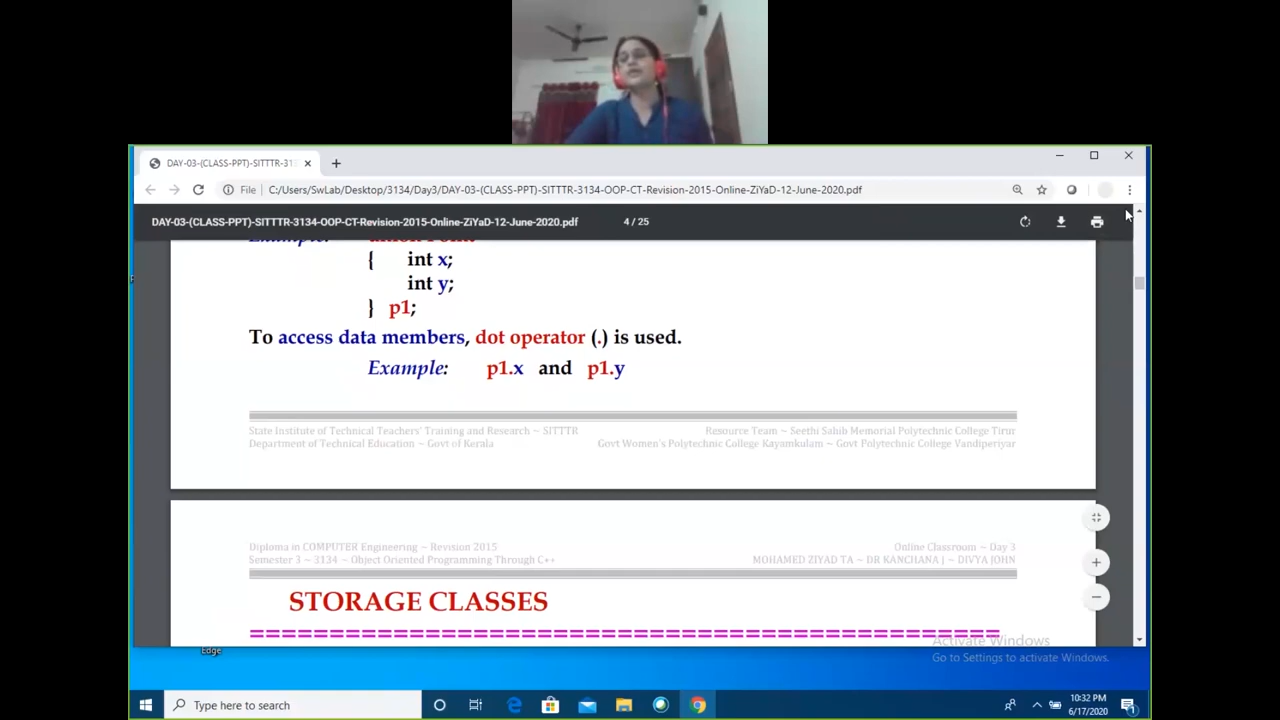 DAY-03-(CLASS-PPT)-SITTTR-31
File C:/Users/SwLab/Desktop/3134/Day3/DAY-03-(CLASS-PPT)-SITTTR-3134-OOP-CT-Revision-2015-Online-ZiYaD-12-June-2020.pdf
DAY-03-(CLASS-PPT)-SITTTR-3134-OOP-CT-Revision-2015-Online-ZiYaD-12-June-2020.pdf 4 / 25
{ int x;
int y;
} p1;
To access data members, dot operator (.) is used.
Example: p1.x and p1.y
State Institute of Technical Teachers' Training and Research ~ SITTTR Resource Team ~ Seethi Sahib Memorial Polytechnic College Tirur
Department of Technical Education ~ Govt of Kerala Govt Women's Polytechnic College Kayamkulam ~ Govt Polytechnic College Vandiperiyar
Diploma in COMPUTER Engineering ~ Revision 2015 Online Classroom ~ Day 3
Semester 3 ~ 3134 ~ Object Oriented Programming Through C++ MOHAMED ZIYAD TA ~ DR KANCHANA J ~ DIVYA JOHN
STORAGE CLASSES
Activate Windows
Go to Settings to activate Windows.
Edge
Type here to search
10:32 PM
6/17/2020